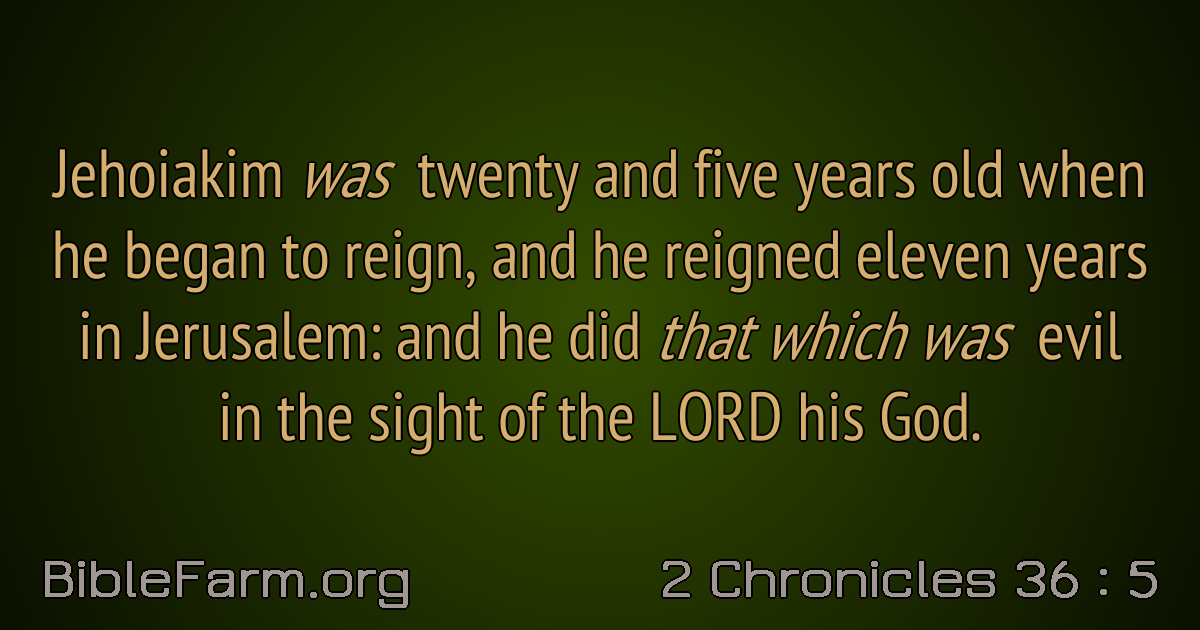 Jehoiakim was twenty and five years old when
he began to reign, and he reigned eleven years
in Jerusalem: and he did that which was evil
in the sight of the LORD his God.
BibleFarm.org
2 Chronicles 36 : 5